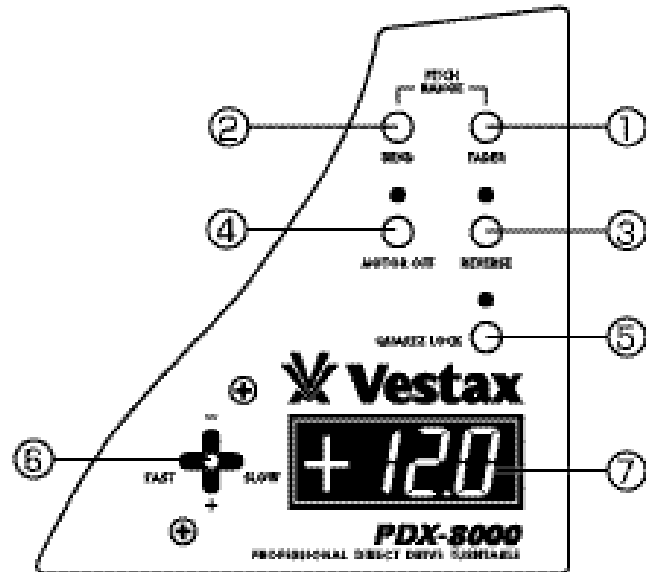 PITCH
RANGE
② ①
BEND FADER
④ ③
MOTOR OFF REVERSE
⑤
QUARTZ LOCK
Vestax
−
⑥ FAST SLOW +12.0 ⑦
+
PDX-8000
PROFESSIONAL DIRECT DRIVE TURNTABLE